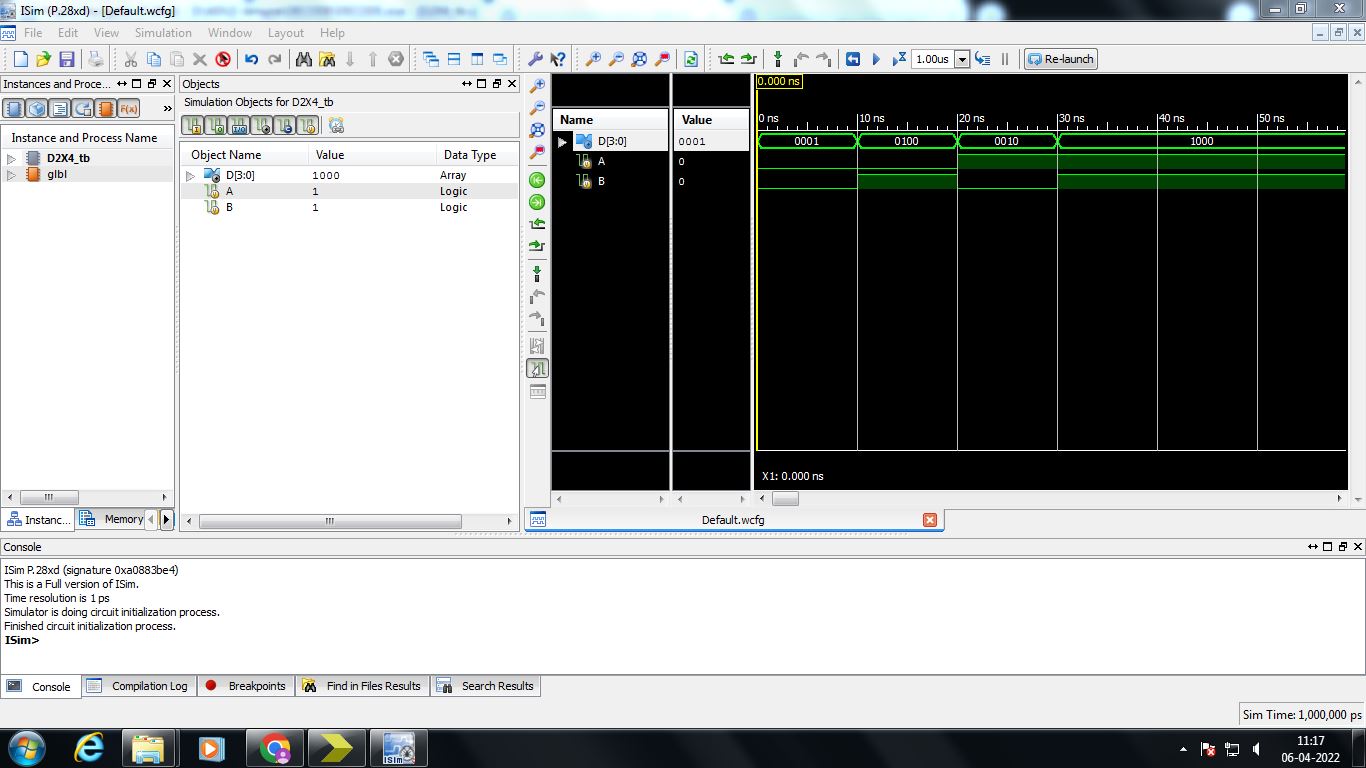 ISim (P.28xd) - [Default.wcfg]
File Edit View Simulation Window Layout Help
1.00us Re-launch
Instances and Proce...
F(x) »
Instance and Process Name
D2X4_tb
glbl
Instanc... Memory
Objects
Simulation Objects for D2X4_tb
Object Name Value Data Type
D[3:0] 1000 Array
A 1 Logic
B 1 Logic
Name Value
D[3:0] 0001
A 0
B 0
0.000 ns
0 ns 10 ns 20 ns 30 ns 40 ns 50 ns
0001 0100 0010 1000
X1: 0.000 ns
Default.wcfg
Console
ISim P.28xd (signature 0xa0883be4)
This is a Full version of ISim.
Time resolution is 1 ps
Simulator is doing circuit initialization process.
Finished circuit initialization process.
ISim>
Console Compilation Log Breakpoints Find in Files Results Search Results
Sim Time: 1,000,000 ps
ISim
11:17
06-04-2022